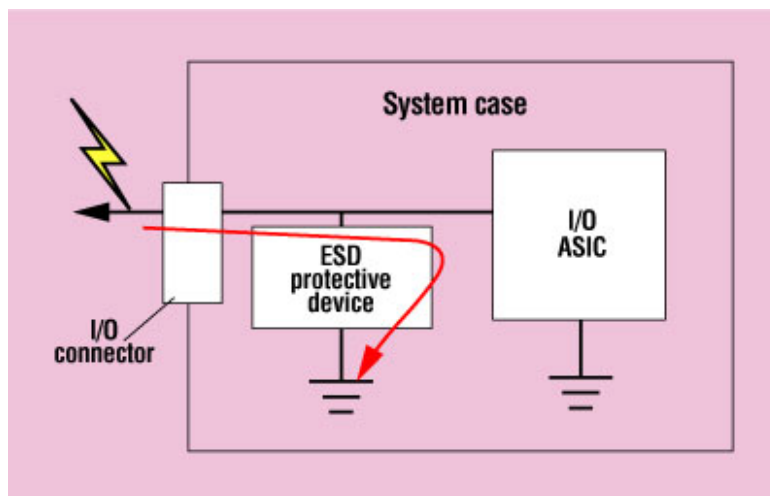 System case
I/O
ASIC
ESD
protective
device
I/O
connector